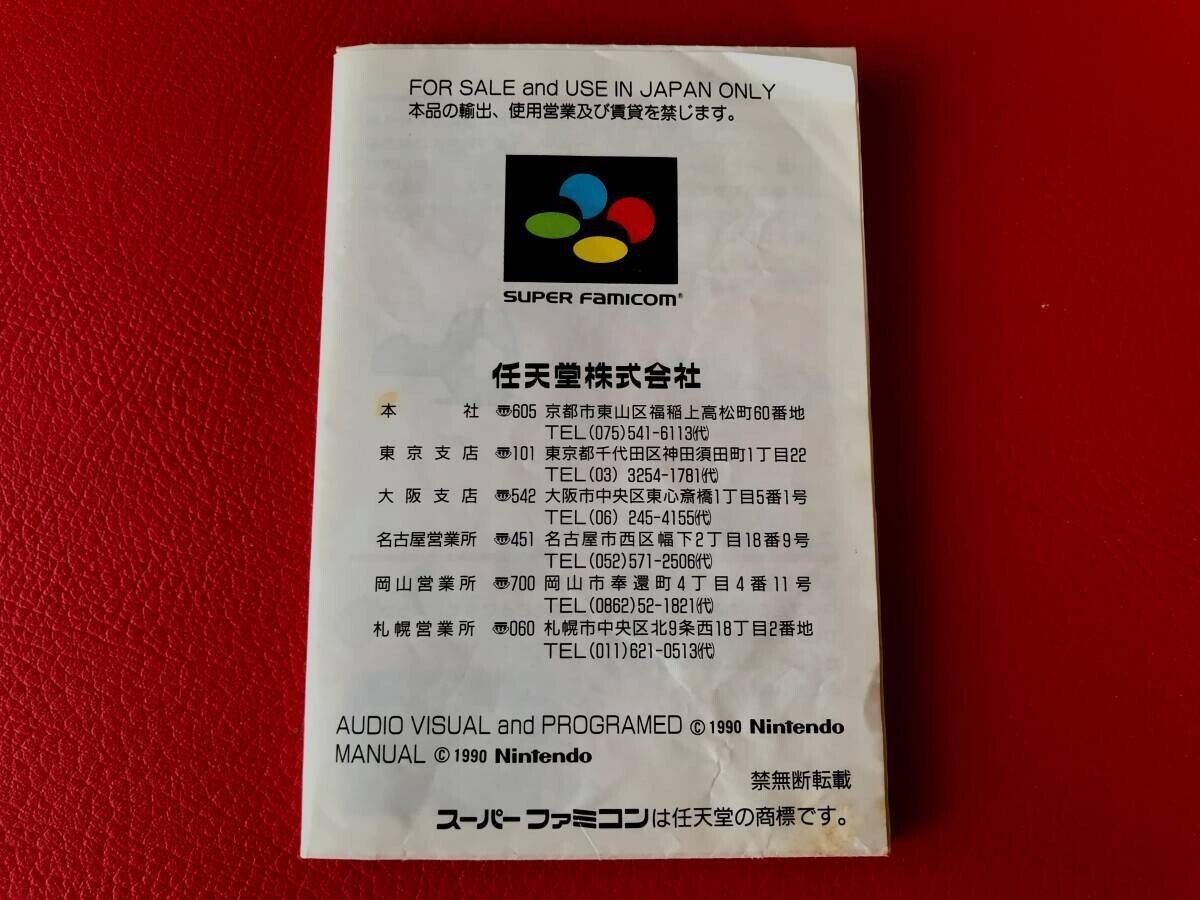 FOR SALE and USE IN JAPAN ONLY
本品の輸出、使用営業及び賃貸を禁じます。
SUPER FAMICOM®
任天堂株式会社
本社 〠605 京都市東山区福稲上高松町60番地
TEL(075)541-6113(代)
東京支店 〠101 東京都千代田区神田須田町1丁目22
TEL(03) 3254-1781(代)
大阪支店 〠542 大阪市中央区東心斎橋1丁目5番1号
TEL(06) 245-4155(代)
名古屋営業所 〠451 名古屋市西区幅下2丁目18番9号
TEL(052)571-2506(代)
岡山営業所 〠700 岡山市奉還町4丁目4番11号
TEL(0862)52-1821(代)
札幌営業所 〠060 札幌市中央区北9条西18丁目2番地
TEL(011)621-0513(代)
AUDIO VISUAL and PROGRAMED ©1990 Nintendo
MANUAL ©1990 Nintendo
禁無断転載
スーパーファミコンは任天堂の商標です。